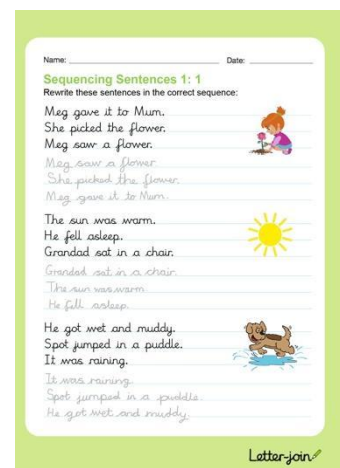 Name: Date:
Sequencing Sentences 1: 1
Rewrite these sentences in the correct sequence:
Meg gave it to Mum.
She picked the flower.
Meg saw a flower.
Meg saw a flower
She picked the flower.
Meg gave it to Mum.
The sun was warm.
He fell asleep.
Grandad sat in a chair.
Grandad sat in a chair.
The sun was warm
He fell asleep.
He got wet and muddy.
Spot jumped in a puddle.
It was raining.
It was raining.
Spot jumped in a puddle.
He got wet and muddy.
Letter-join